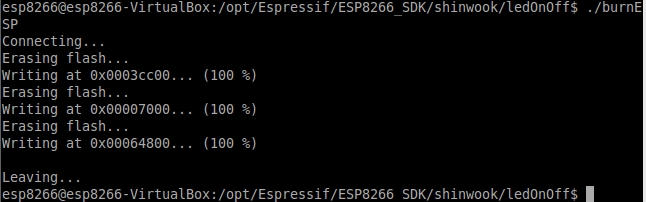 esp8266@esp8266-VirtualBox:/opt/Espressif/ESP8266_SDK/shinwook/ledOnOff$ ./burnE
SP
Connecting...
Erasing flash...
Writing at 0x0003cc00... (100 %)
Erasing flash...
Writing at 0x00007000... (100 %)
Erasing flash...
Writing at 0x00064800... (100 %)
Leaving...
esp8266@esp8266-VirtualBox:/opt/Espressif/ESP8266_SDK/shinwook/ledOnOff$